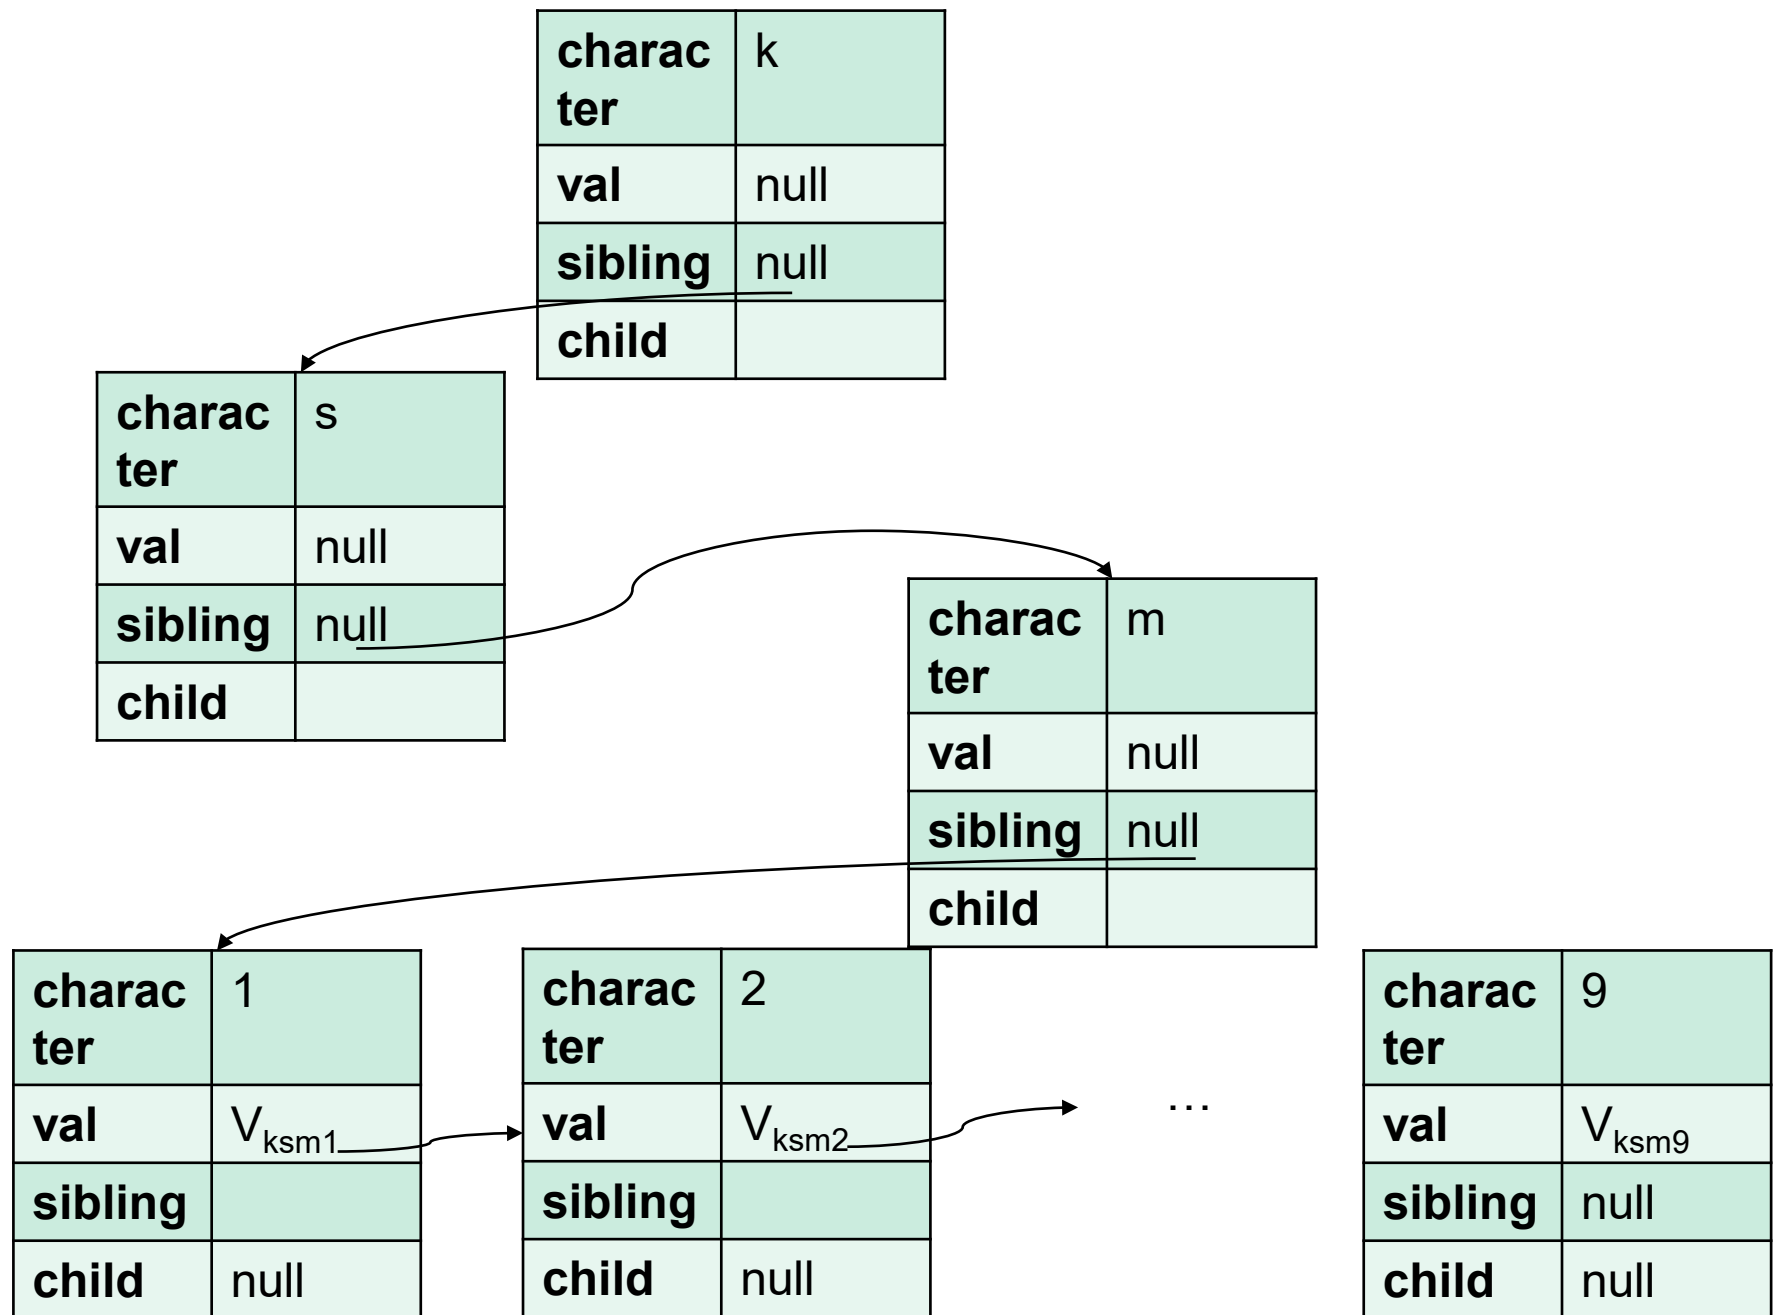 charac k
ter
val null
sibling null
child
charac s
ter
val null
sibling null
child
charac m
ter
val null
sibling null
child
charac 1
ter
val Vksm1
sibling
child null
charac 2
ter
val Vksm2
sibling
child null
…
charac 9
ter
val Vksm9
sibling null
child null